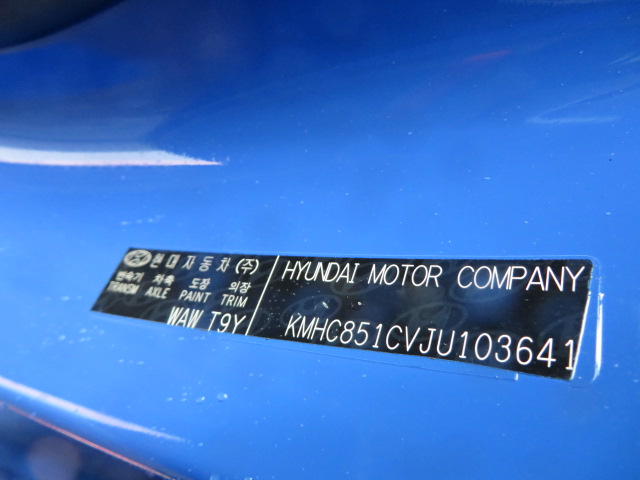 현대자동차 (주)
변속기 차축 도장 의장
TRANSM AXLE PAINT TRIM
WAW T9Y
HYUNDAI MOTOR COMPANY
KMHC851CVJU103641